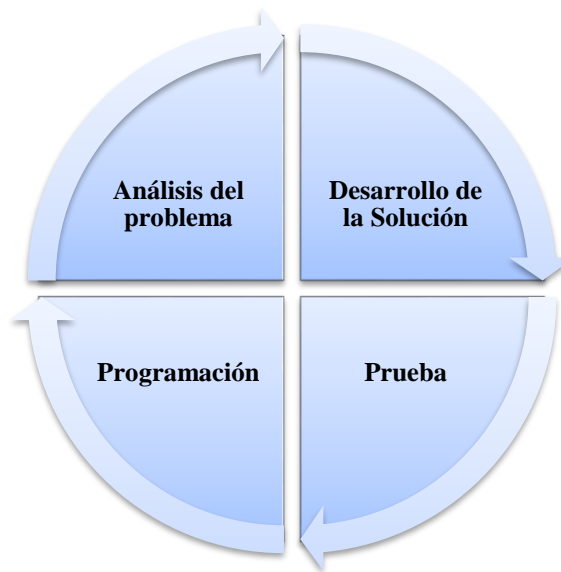 Análisis del
problema
Desarrollo de
la Solución
Programación
Prueba